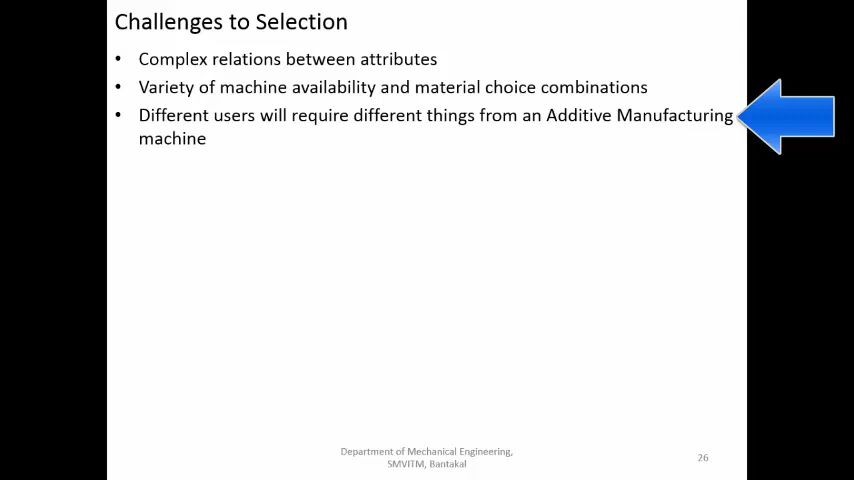 Challenges to Selection
• Complex relations between attributes
• Variety of machine availability and material choice combinations
• Different users will require different things from an Additive Manufacturing
machine
Department of Mechanical Engineering,
SMVITM, Bantakal
26